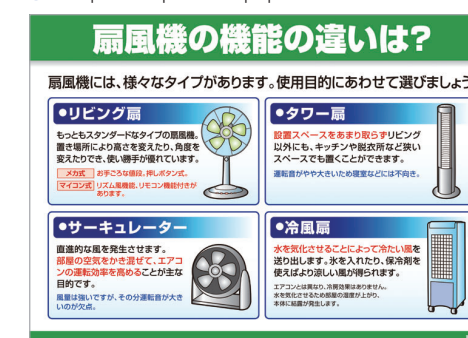 扇風機の機能の違いは?
扇風機には、様々なタイプがあります。使用目的にあわせて選びましょう
●リビング扇
もっともスタンダードなタイプの扇風機。
置き場所により高さを変えたり、角度を
変えたりでき、使い勝手が優れています。
メカ式 お手ごろな値段。押しボタン式。
マイコン式 リズム風機能、リモコン機能付きが
あります。
●タワー扇
設置スペースをあまり取らずリビング
以外にも、キッチンや脱衣所など狭い
スペースでも置くことができます。
運転音がやや大きいため寝室などには不向き。
●サーキュレーター
直進的な風を発生させます。
部屋の空気をかき混ぜて、エアコ
ンの運転効率を高めることが主な
目的です。
風量は強いですが、その分運転音が大き
いのが欠点。
●冷風扇
水を気化させることによって冷たい風を
送り出します。氷を入れたり、保冷剤を
使えばより涼しい風が得られます。
エアコンとは異なり、冷房効果はありません。
水を気化させるため部屋の湿度が上がり、
本体に結露が発生します。